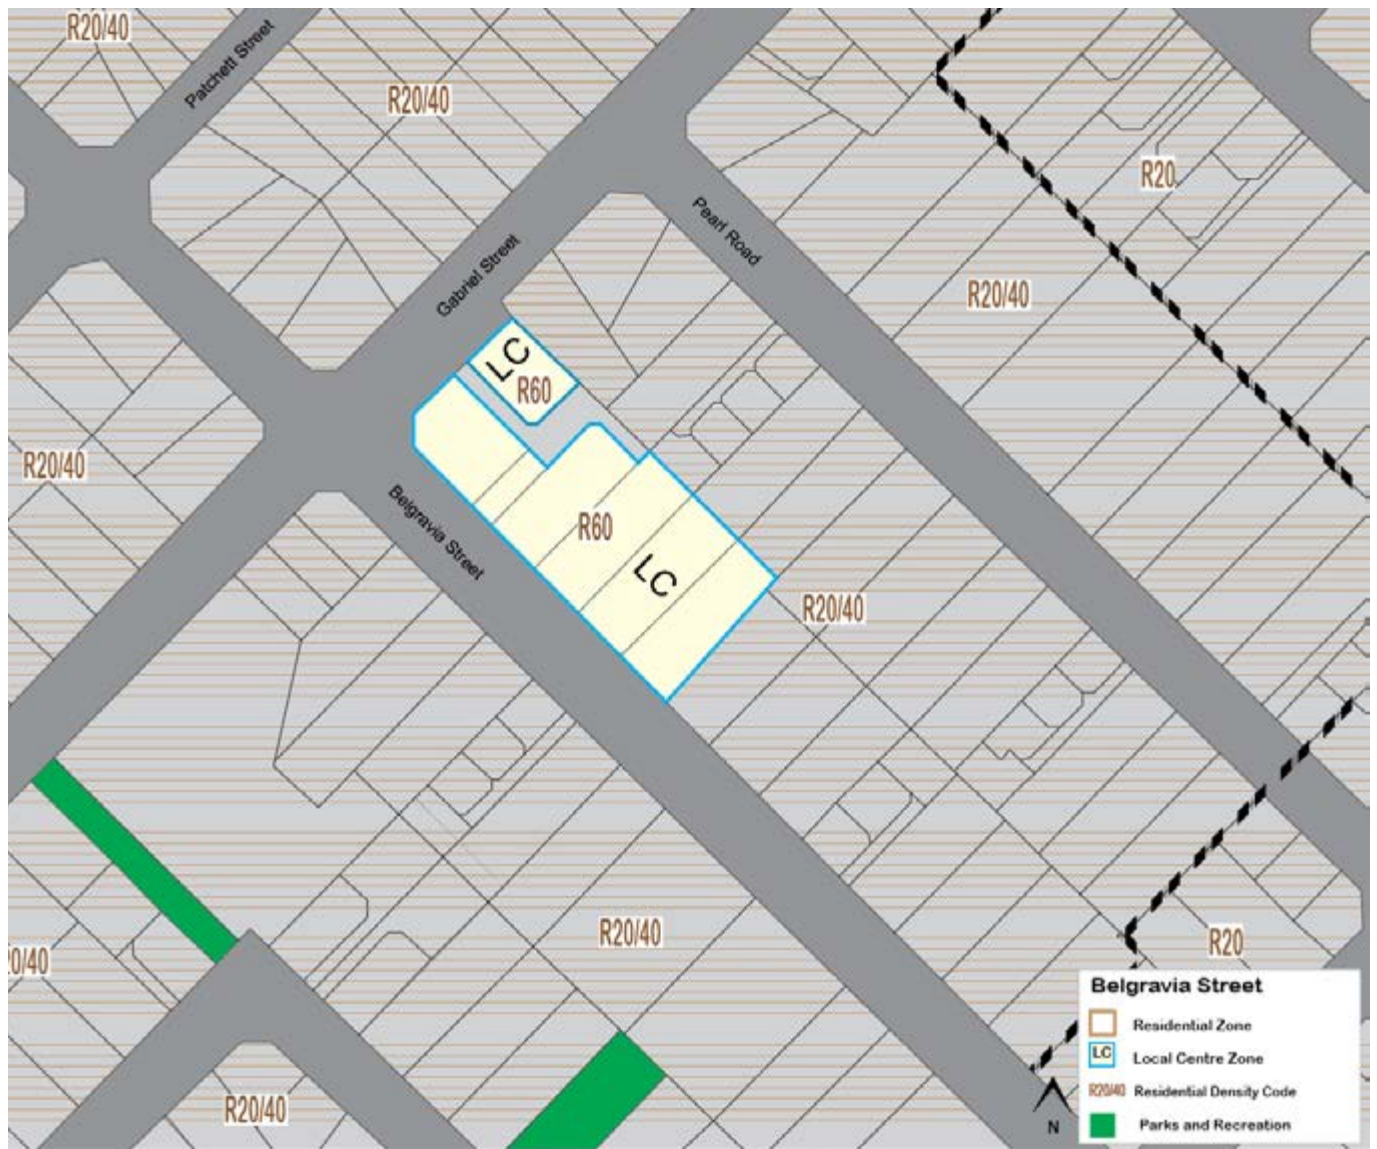 R20/40
Patchett Street
R20/40
R20
Pearl Road
Gabriel Street
R20/40
LC
R60
R20/40
Belgravia Street
R60
LC
R20/40
R20/40
R20
0/40
R20/40
N
Belgravia Street
Residential Zone
LC Local Centre Zone
R20/40 Residential Density Code
Parks and Recreation